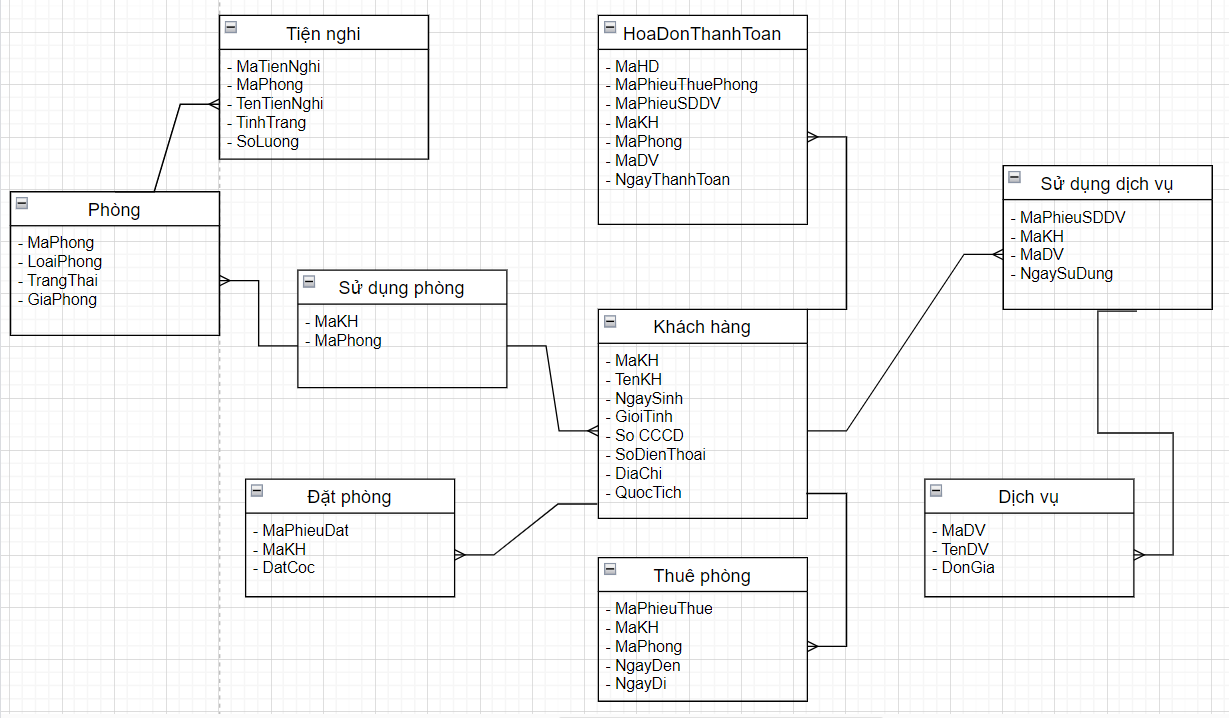 Tiện nghi
- MaTienNghi
- MaPhong
- TenTienNghi
- TinhTrang
- SoLuong
HoaDonThanhToan
- MaHD
- MaPhieuThuePhong
- MaPhieuSDDV
- MaKH
- MaPhong
- MaDV
- NgayThanhToan
Sử dụng dịch vụ
- MaPhieuSDDV
- MaKH
- MaDV
- NgaySuDung
Phòng
- MaPhong
- LoaiPhong
- TrangThai
- GiaPhong
Sử dụng phòng
- MaKH
- MaPhong
Khách hàng
- MaKH
- TenKH
- NgaySinh
- GioiTinh
- So CCCD
- SoDienThoai
- DiaChi
- QuocTich
Đặt phòng
- MaPhieuDat
- MaKH
- DatCoc
Dịch vụ
- MaDV
- TenDV
- DonGia
Thuê phòng
- MaPhieuThue
- MaKH
- MaPhong
- NgayDen
- NgayDi